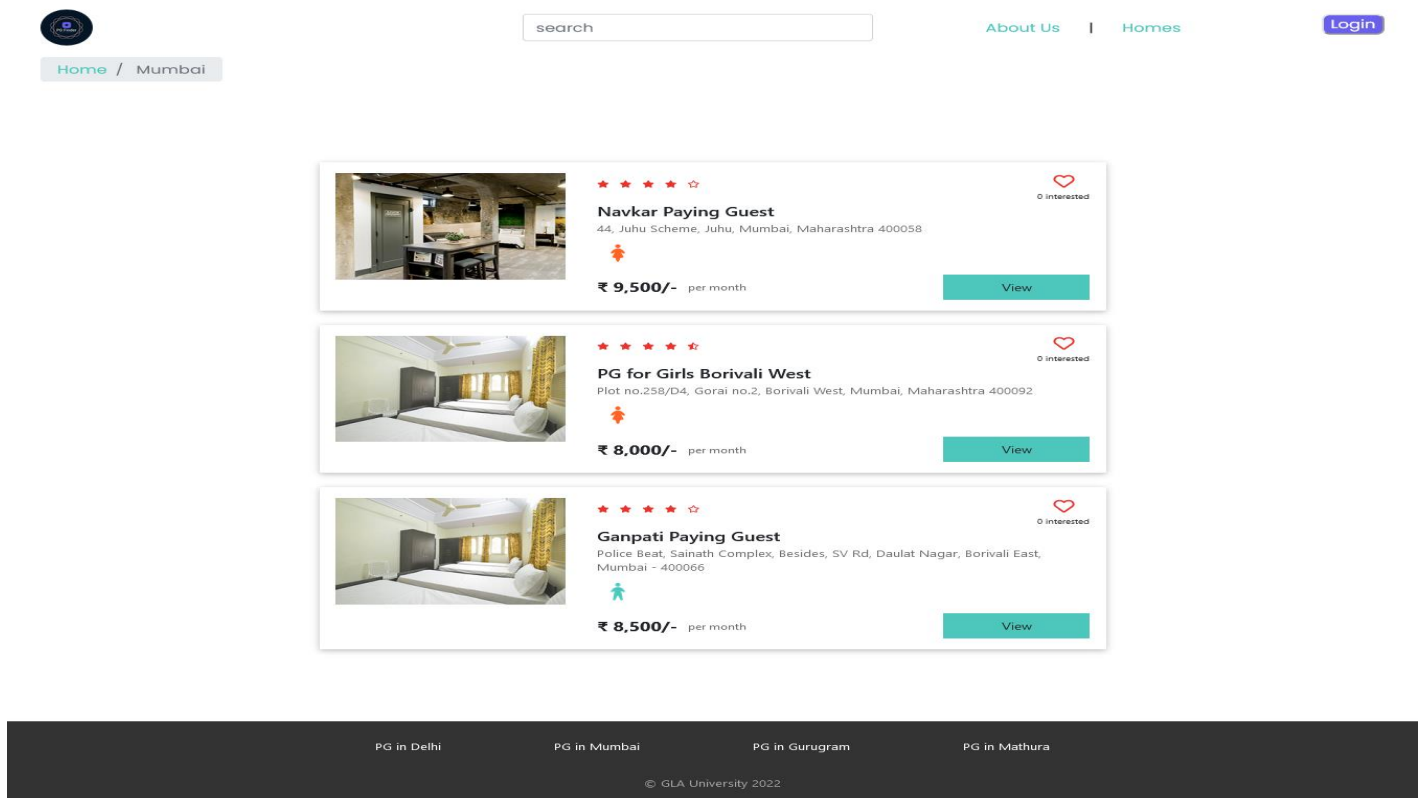 PG Finder
search
About Us | Homes
Login
Home / Mumbai
0 interested
Navkar Paying Guest
44, Juhu Scheme, Juhu, Mumbai, Maharashtra 400058
₹ 9,500/- per month
View
0 interested
PG for Girls Borivali West
Plot no.258/D4, Gorai no.2, Borivali West, Mumbai, Maharashtra 400092
₹ 8,000/- per month
View
0 interested
Ganpati Paying Guest
Police Beat, Sainath Complex, Besides, SV Rd, Daulat Nagar, Borivali East,
Mumbai - 400066
₹ 8,500/- per month
View
PG in Delhi PG in Mumbai PG in Gurugram PG in Mathura
© GLA University 2022